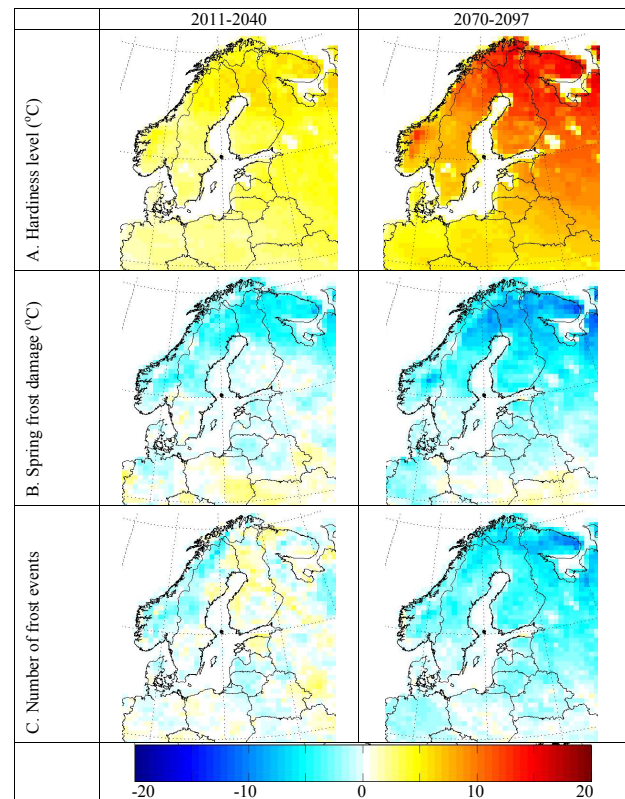 2011-2040 2070-2097
A. Hardiness level (°C)
B. Spring frost damage (°C)
C. Number of frost events
-20 -10 0 10 20